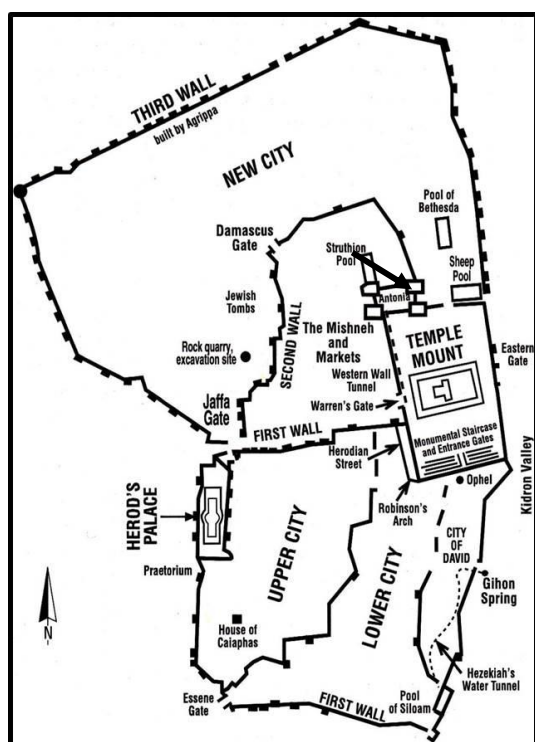 THIRD WALL
built by Agrippa
NEW CITY
Pool of
Bethesda
Damascus
Gate
Struthion
Pool
Sheep
Pool
Antonia
Jewish
Tombs
SECOND WALL
The Mishneh
and
Markets
TEMPLE
MOUNT
Rock quarry,
excavation site
Eastern
Gate
Western Wall
Tunnel
Warren's Gate
Jaffa
Gate
FIRST WALL
Monumental Staircase
and Entrance Gates
Herodian
Street
Kidron Valley
Ophel
HEROD'S
PALACE
Robinson's
Arch
UPPER CITY
CITY
OF
DAVID
Praetorium
LOWER CITY
Gihon
Spring
N
House of
Caiaphas
Hezekiah's
Water Tunnel
Essene
Gate
FIRST WALL
Pool
of Siloam